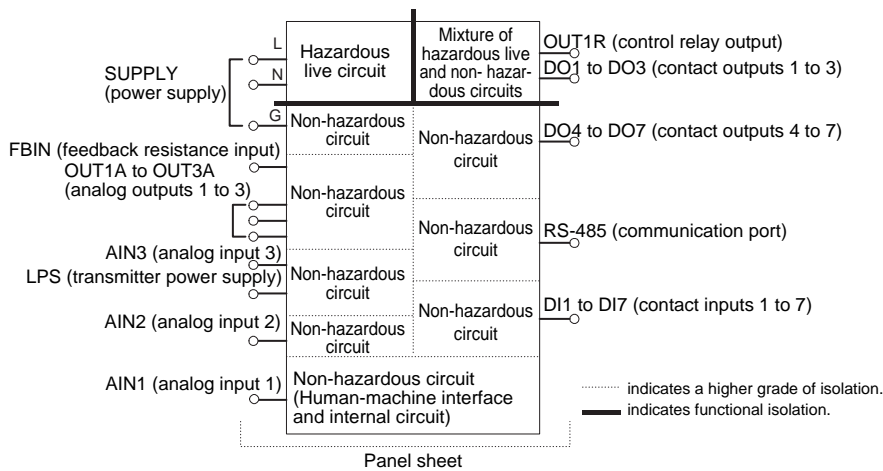 L
Hazardous
live circuit
Mixture of
hazardous live
and non- hazar-
dous circuits
OUT1R (control relay output)
DO1 to DO3 (contact outputs 1 to 3)
SUPPLY
(power supply)
N
G
Non-hazardous
circuit
Non-hazardous
circuit
DO4 to DO7 (contact outputs 4 to 7)
FBIN (feedback resistance input)
OUT1A to OUT3A
(analog outputs 1 to 3)
Non-hazardous
circuit
Non-hazardous
circuit
RS-485 (communication port)
AIN3 (analog input 3)
LPS (transmitter power supply)
Non-hazardous
circuit
Non-hazardous
circuit
DI1 to DI7 (contact inputs 1 to 7)
AIN2 (analog input 2)
Non-hazardous
circuit
AIN1 (analog input 1)
Non-hazardous circuit
(Human-machine interface
and internal circuit)
indicates a higher grade of isolation.
indicates functional isolation.
Panel sheet